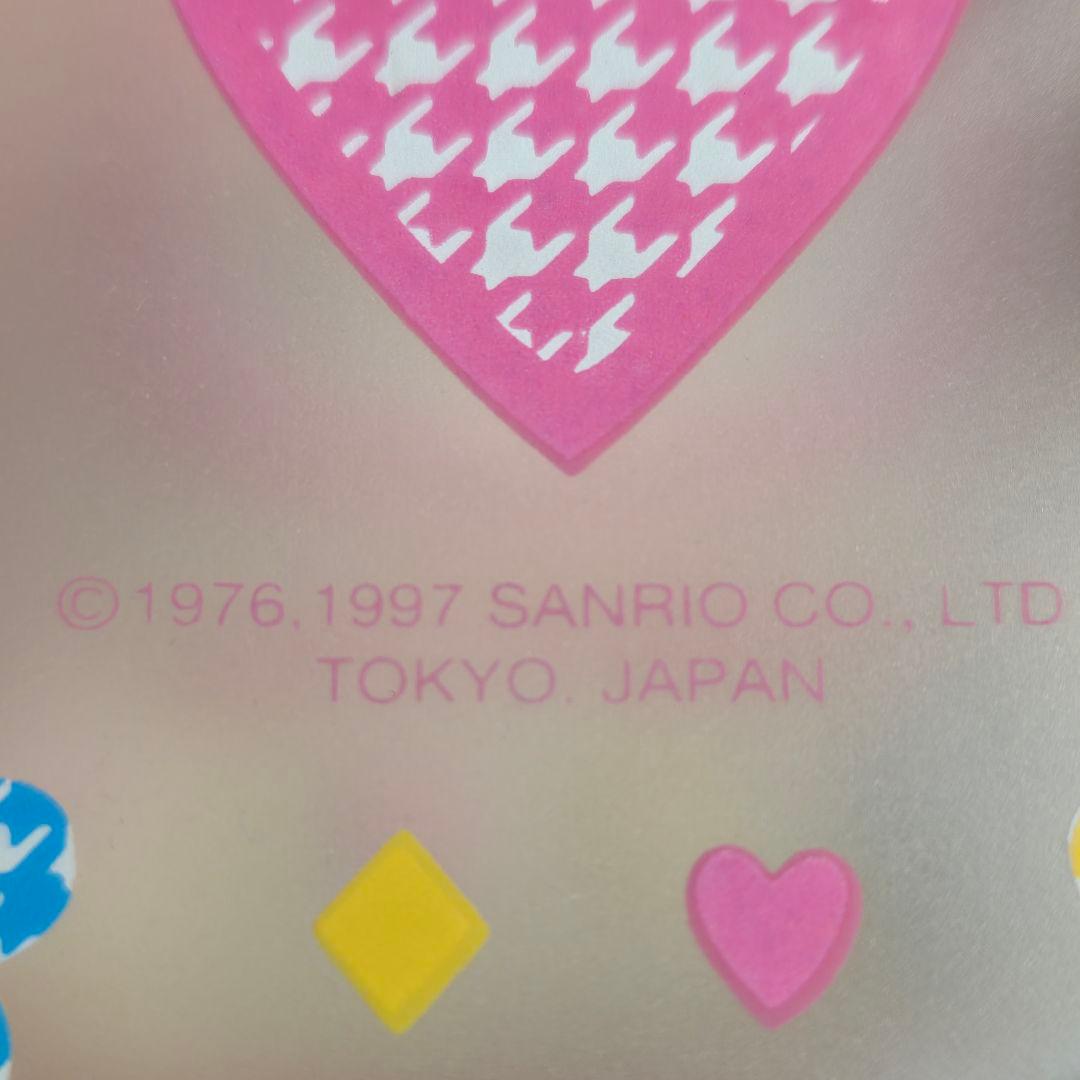 ©1976,1997 SANRIO CO., LTD
TOKYO. JAPAN